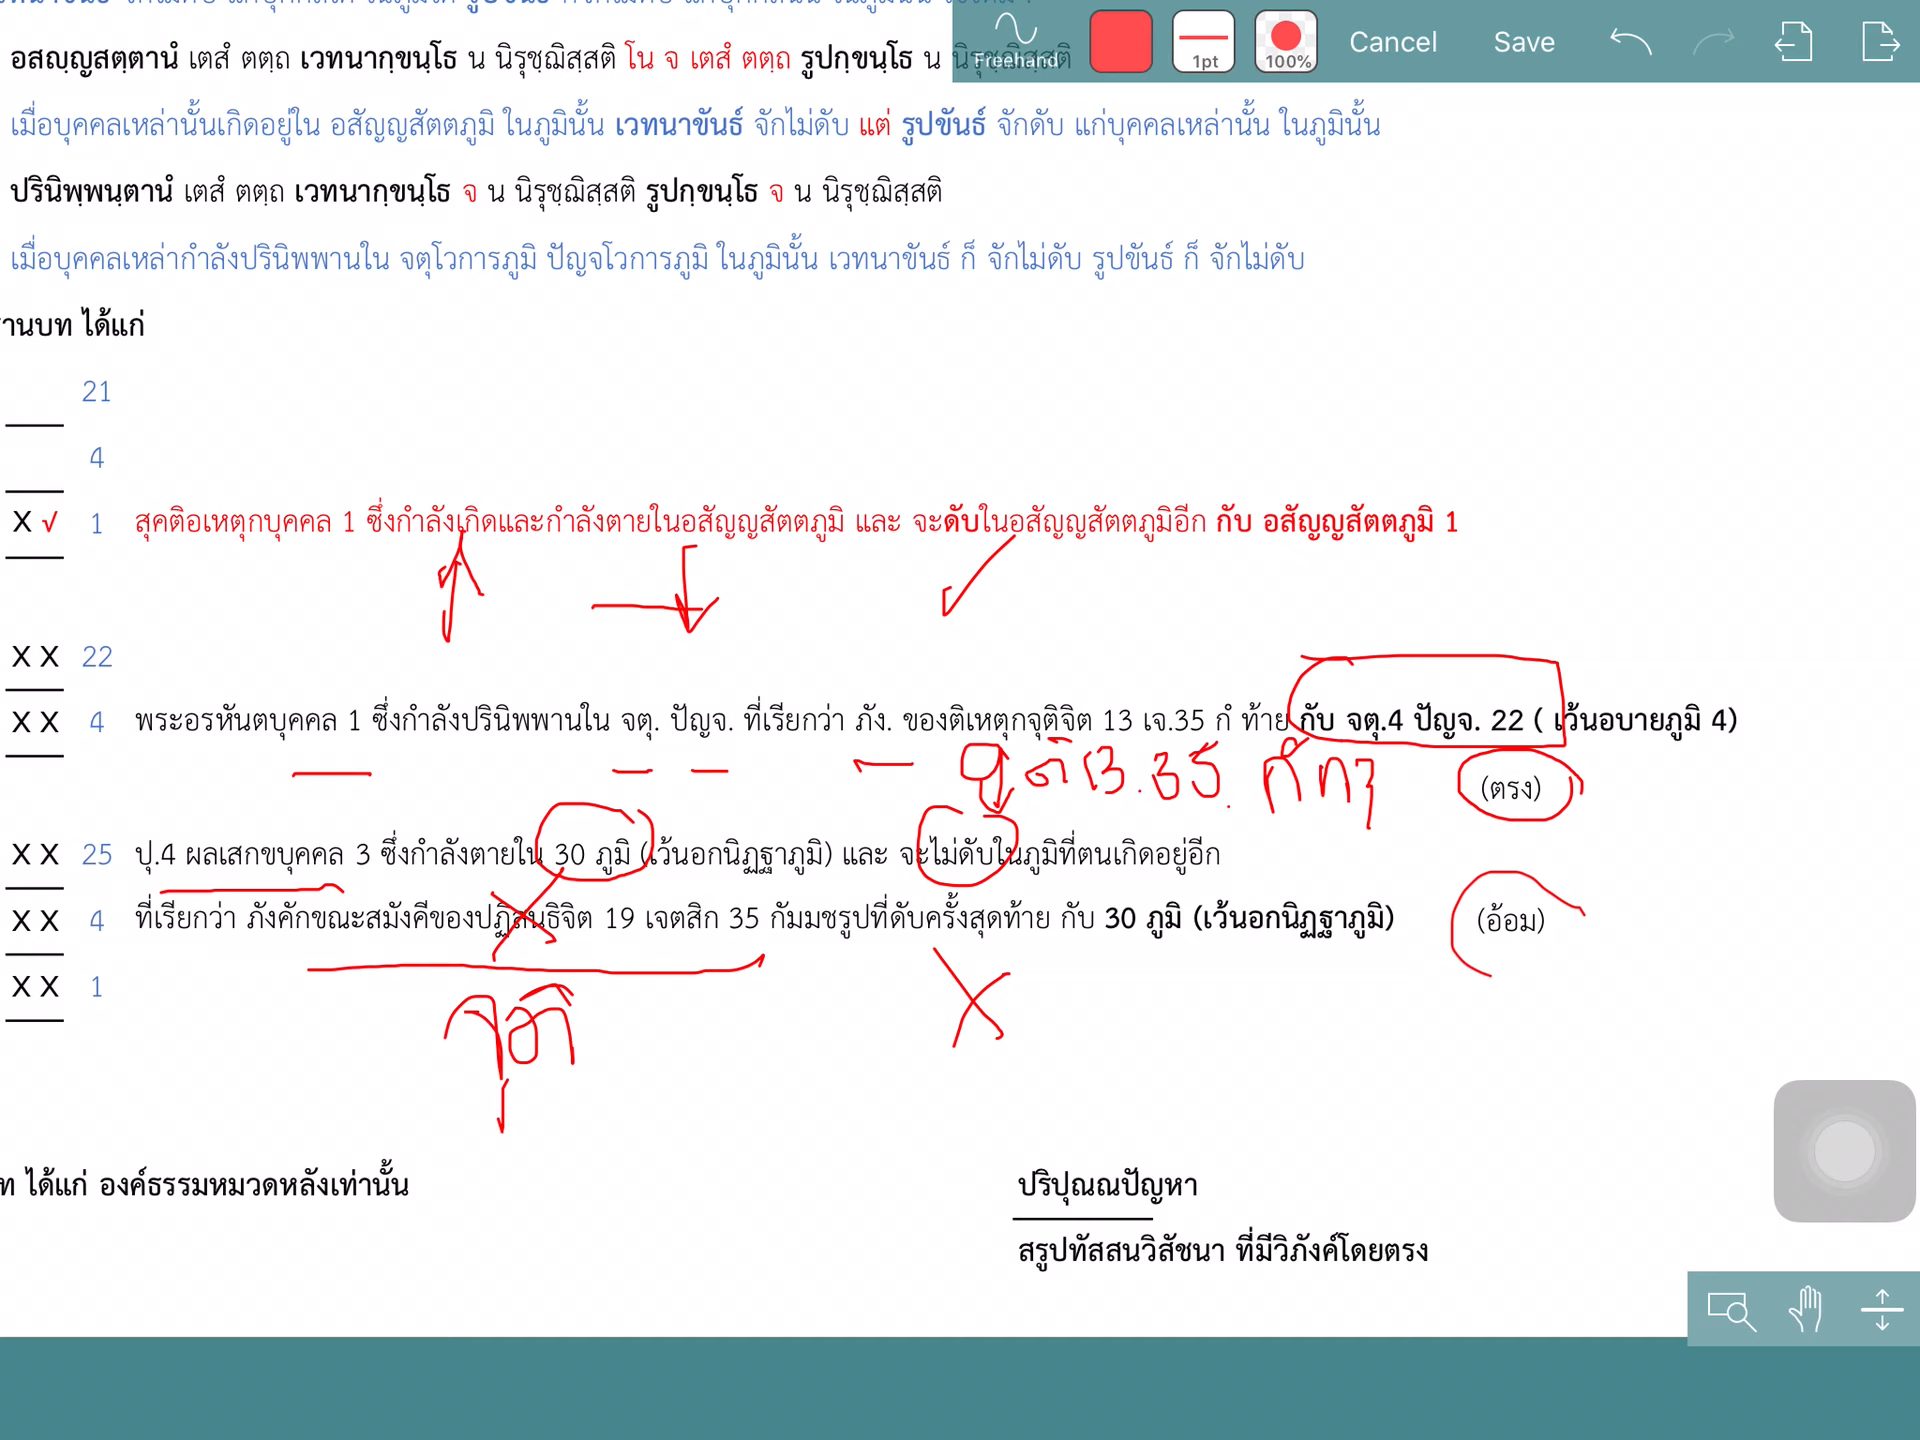 อสญฺญสตฺตานํ เตสํ ตตฺถ เวทนากฺขนฺโธ น นิรุชฺฌิสฺสติ โน จ เตสํ ตตฺถ รูปกฺขนฺโธ น นิรุชฺฌิสฺสติ
Freehand 1pt 100% Cancel Save
เมื่อบุคคลเหล่านั้นเกิดอยู่ใน อสัญญสัตตภูมิ ในภูมินั้น เวทนาขันธ์ จักไม่ดับ แต่ รูปขันธ์ จักดับ แก่บุคคลเหล่านั้น ในภูมินั้น
ปรินิพฺพนฺตานํ เตสํ ตตฺถ เวทนากฺขนฺโธ จ น นิรุชฺฌิสฺสติ รูปกฺขนฺโธ จ น นิรุชฺฌิสฺสติ
เมื่อบุคคลเหล่ากำลังปรินิพพานใน จตุโวการภูมิ ปัญจโวการภูมิ ในภูมินั้น เวทนาขันธ์ ก็ จักไม่ดับ รูปขันธ์ ก็ จักไม่ดับ
านบท ได้แก่
21
4
X √ 1 สุคติอเหตุกบุคคล 1 ซึ่งกำลังเกิดและกำลังตายในอสัญญสัตตภูมิ และ จะดับในอสัญญสัตตภูมิอีก กับ อสัญญสัตตภูมิ 1
X X 22
X X 4 พระอรหันตบุคคล 1 ซึ่งกำลังปรินิพพานใน จตุ. ปัญจ. ที่เรียกว่า ภัง. ของติเหตุกจุติจิต 13 เจ.35 กํ ท้าย กับ จตุ.4 ปัญจ. 22 ( เว้นอบายภูมิ 4)
13.35.
(ตรง)
X X 25 ปุ.4 ผลเสกขบุคคล 3 ซึ่งกำลังตายใน 30 ภูมิ (เว้นอกนิฏฐาภูมิ) และ จะไม่ดับในภูมิที่ตนเกิดอยู่อีก
X X 4 ที่เรียกว่า ภังคักขณะสมังคีของปฏิสนธิจิต 19 เจตสิก 35 กัมมชรูปที่ดับครั้งสุดท้าย กับ 30 ภูมิ (เว้นอกนิฏฐาภูมิ) (อ้อม)
X X 1
จุติ
ท ได้แก่ องค์ธรรมหมวดหลังเท่านั้น
ปริปุณณปัญหา
สรูปทัสสนวิสัชนา ที่มีวิภังค์โดยตรง